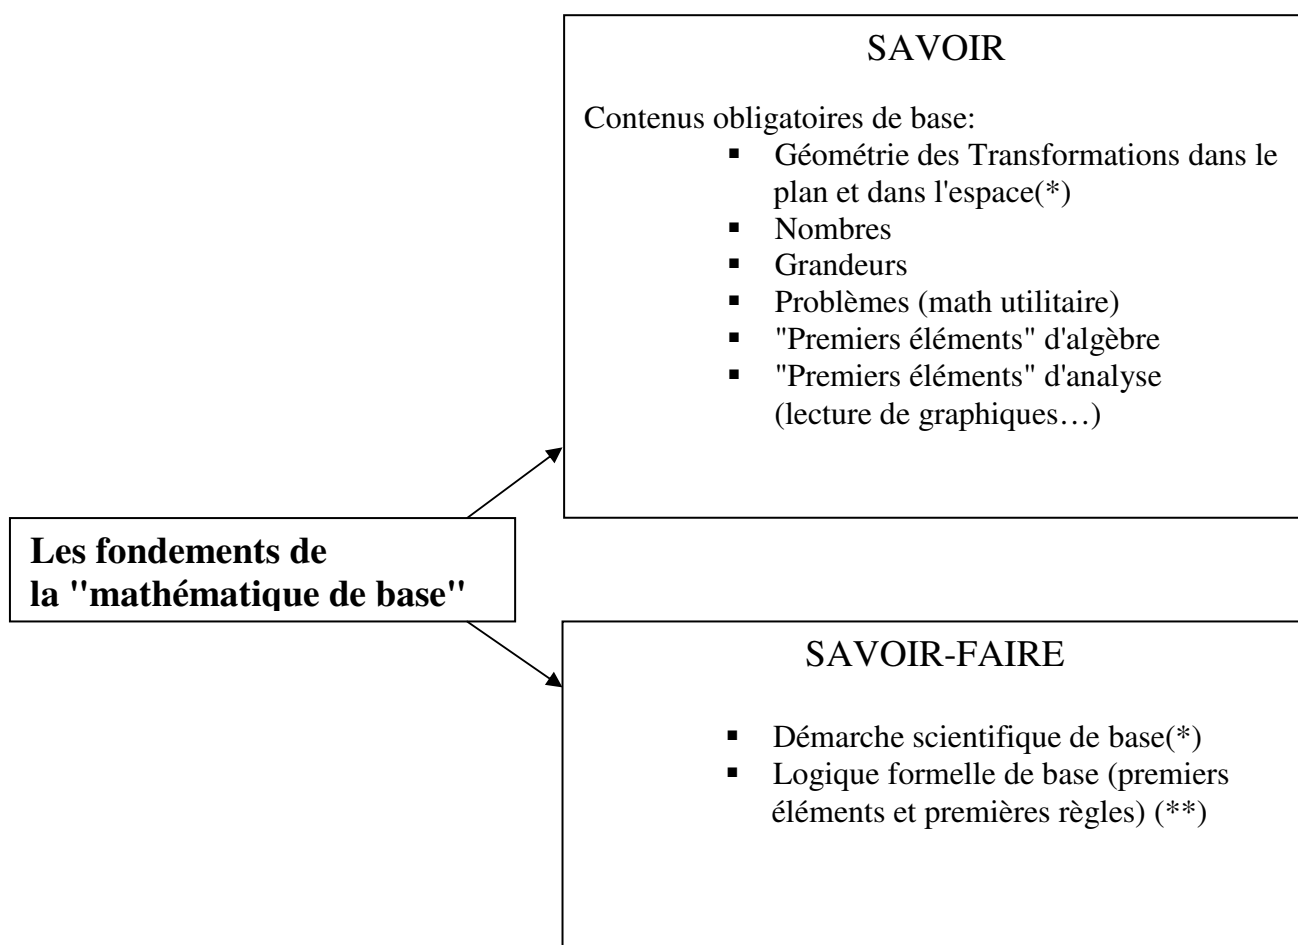 SAVOIR
Contenus obligatoires de base:
▪ Géométrie des Transformations dans le
plan et dans l'espace(*)
▪ Nombres
▪ Grandeurs
▪ Problèmes (math utilitaire)
▪ "Premiers éléments" d'algèbre
▪ "Premiers éléments" d'analyse
(lecture de graphiques…)
Les fondements de
la "mathématique de base"
SAVOIR-FAIRE
▪ Démarche scientifique de base(*)
▪ Logique formelle de base (premiers
éléments et premières règles) (**)